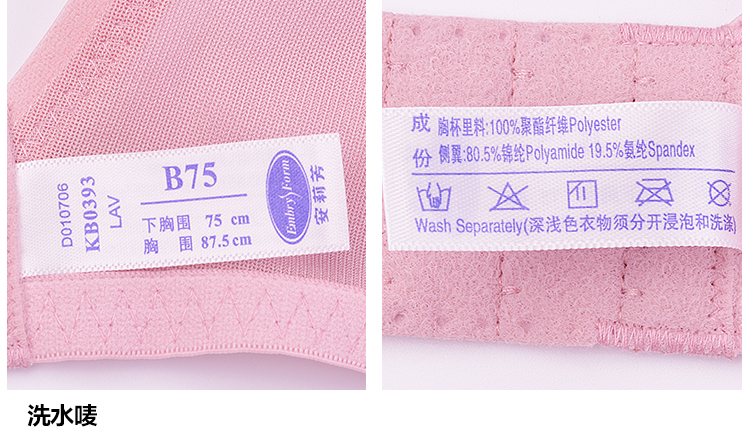 D010706
KB0393
LAV
B75
下胸围 75 cm
胸 围 87.5cm
Embry Form
安莉芳
成份
胸杯里料:100%聚酯纤维Polyester
侧翼:80.5%锦纶Polyamide 19.5%氨纶Spandex
Wash Separately(深浅色衣物须分开浸泡和洗涤)
洗水唛